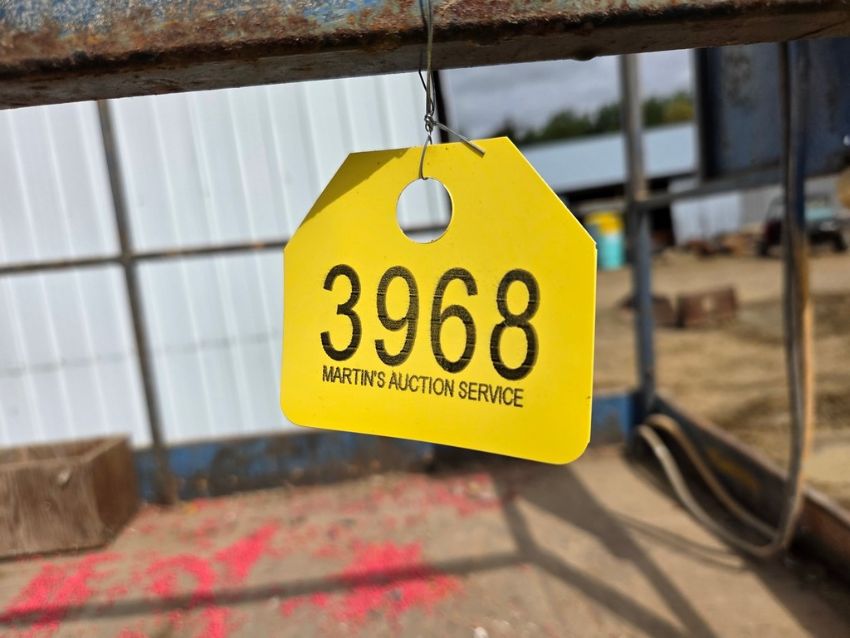 3968
MARTIN'S AUCTION SERVICE